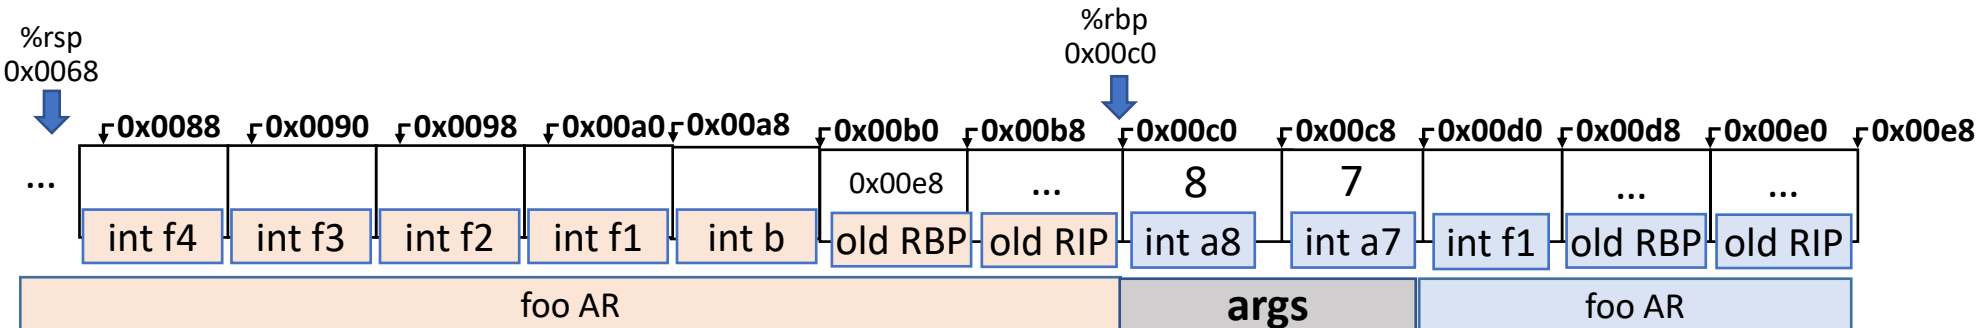 %rsp
0x0068
%rbp
0x00c0
0x0088 0x0090 0x0098 0x00a0 0x00a8 0x00b0 0x00b8 0x00c0 0x00c8 0x00d0 0x00d8 0x00e0 0x00e8
... 0x00e8 ... 8 7 ... ...
int f4 int f3 int f2 int f1 int b old RBP old RIP int a8 int a7 int f1 old RBP old RIP
foo AR args foo AR